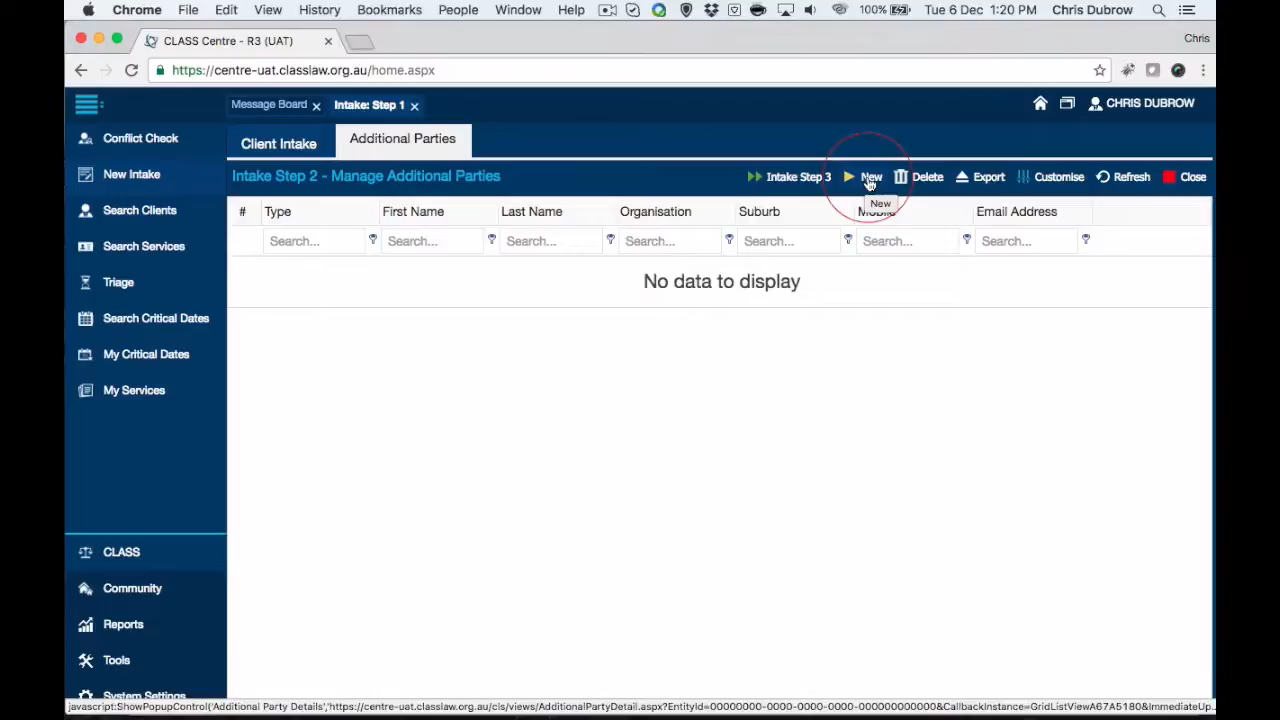 Chrome File Edit View History Bookmarks People Window Help 100% Tue 6 Dec 1:20 PM Chris Dubrow
CLASS Centre - R3 (UAT) Chris
https://centre-uat.classlaw.org.au/home.aspx
Message Board Intake: Step 1 CHRIS DUBROW
Conflict Check
New Intake
Search Clients
Search Services
Triage
Search Critical Dates
My Critical Dates
My Services
CLASS
Community
Reports
Tools
System Settings
Client Intake Additional Parties
Intake Step 2 - Manage Additional Parties Intake Step 3 New Delete Export Customise Refresh Close
New
# Type First Name Last Name Organisation Suburb Mobile Email Address
Search... Search... Search... Search... Search... Search... Search...
No data to display
javascript:ShowPopupControl('Additional Party Details','https://centre-uat.classlaw.org.au/cls/views/AdditionalPartyDetail.aspx?EntityId=00000000-0000-0000-0000-000000000000&CallbackInstance=GridListViewA67A5180&ImmediateUp...